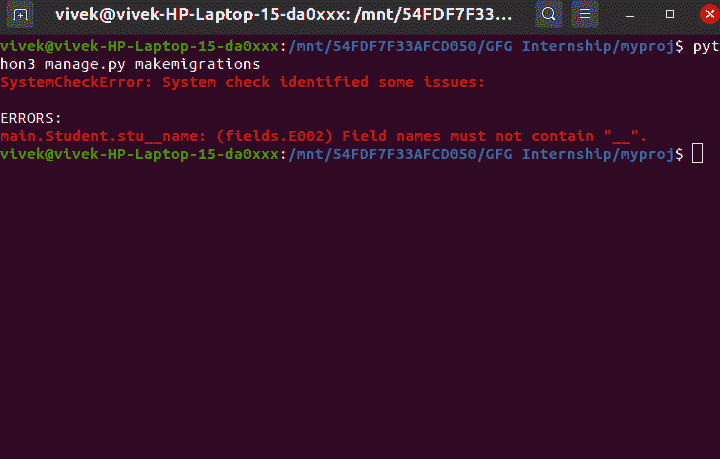 vivek@vivek-HP-Laptop-15-da0xxx: /mnt/54FDF7F33...
vivek@vivek-HP-Laptop-15-da0xxx:/mnt/54FDF7F33AFCD050/GFG Internship/myproj$ pyt
hon3 manage.py makemigrations
SystemCheckError: System check identified some issues:

ERRORS:
main.Student.stu__name: (fields.E002) Field names must not contain "__".
vivek@vivek-HP-Laptop-15-da0xxx:/mnt/54FDF7F33AFCD050/GFG Internship/myproj$